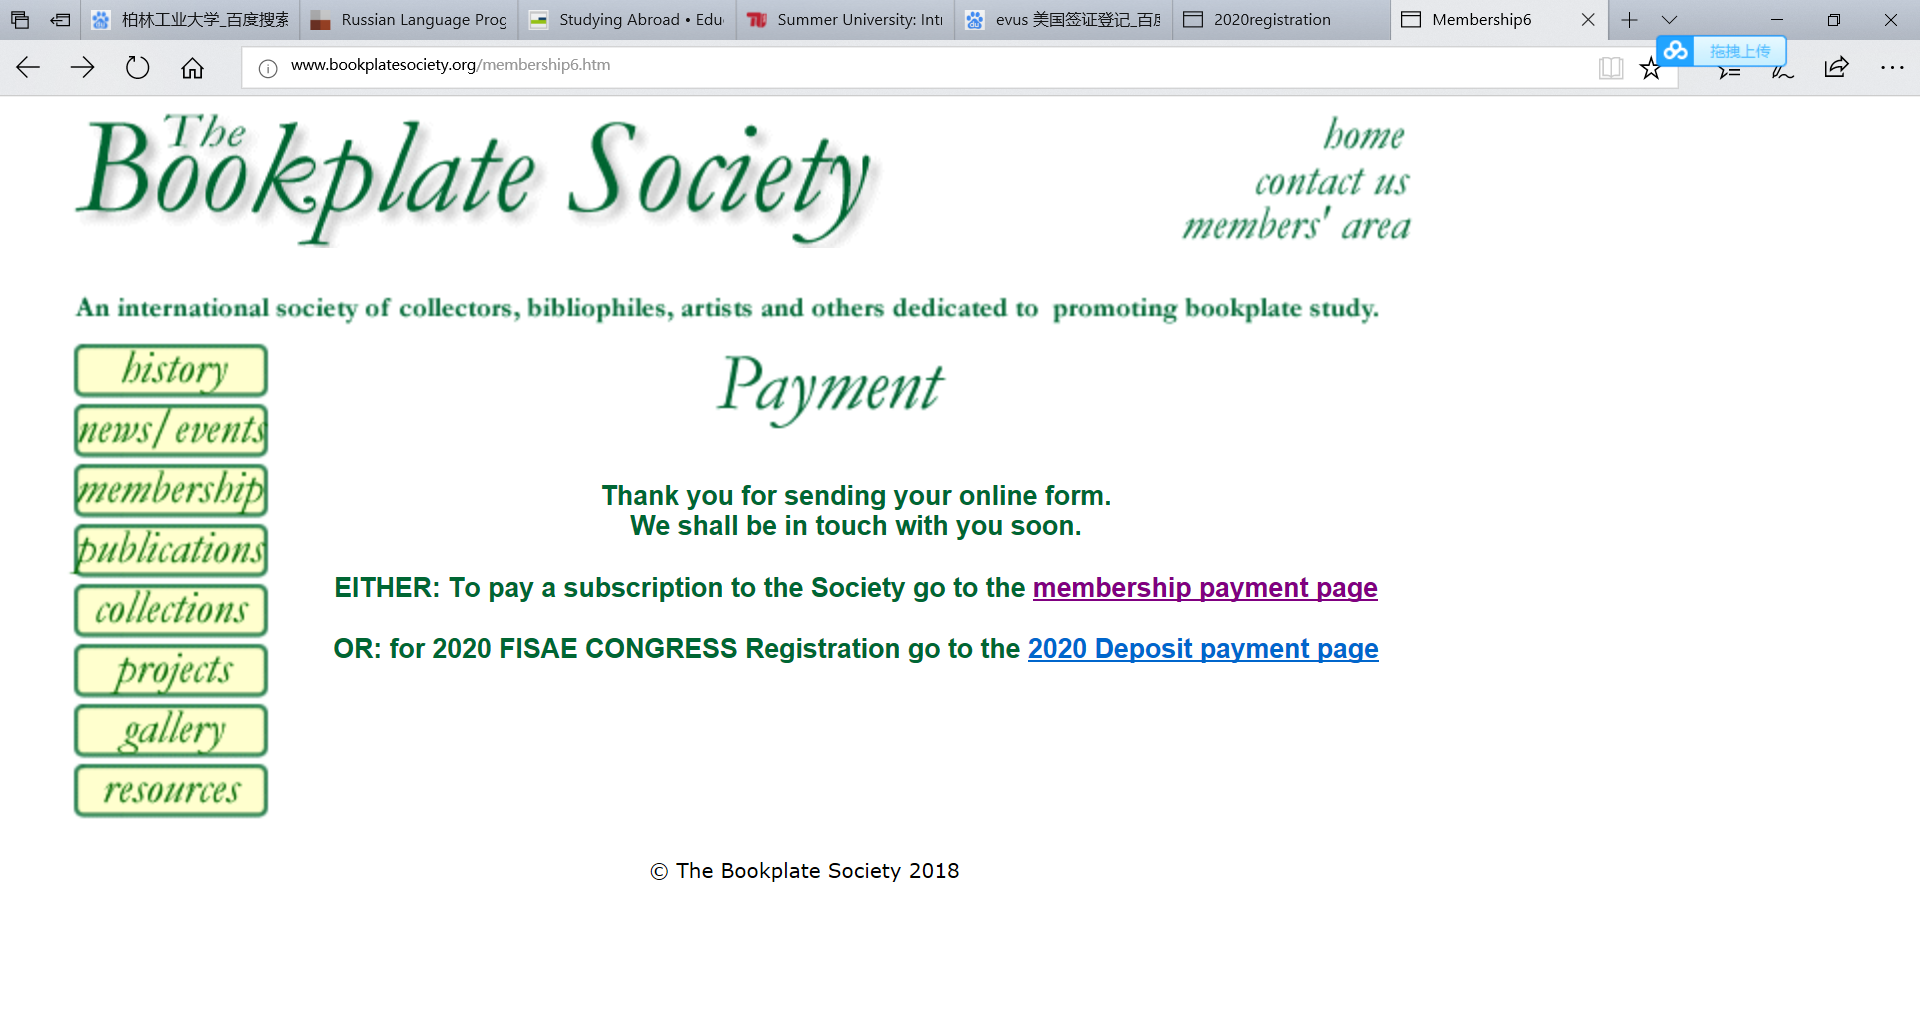 柏林工业大学_百度搜索
Russian Language Prog
Studying Abroad • Edu
Summer University: Intr
evus 美国签证登记_百度
2020registration
Membership6
www.bookplatesociety.org/membership6.htm
拖拽上传
The
Bookplate Society
home
contact us
members' area
An international society of collectors, bibliophiles, artists and others dedicated to promoting bookplate study.
history
news/ events
membership
publications
collections
projects
gallery
resources
Payment
Thank you for sending your online form.
We shall be in touch with you soon.
EITHER: To pay a subscription to the Society go to the membership payment page
OR: for 2020 FISAE CONGRESS Registration go to the 2020 Deposit payment page
© The Bookplate Society 2018